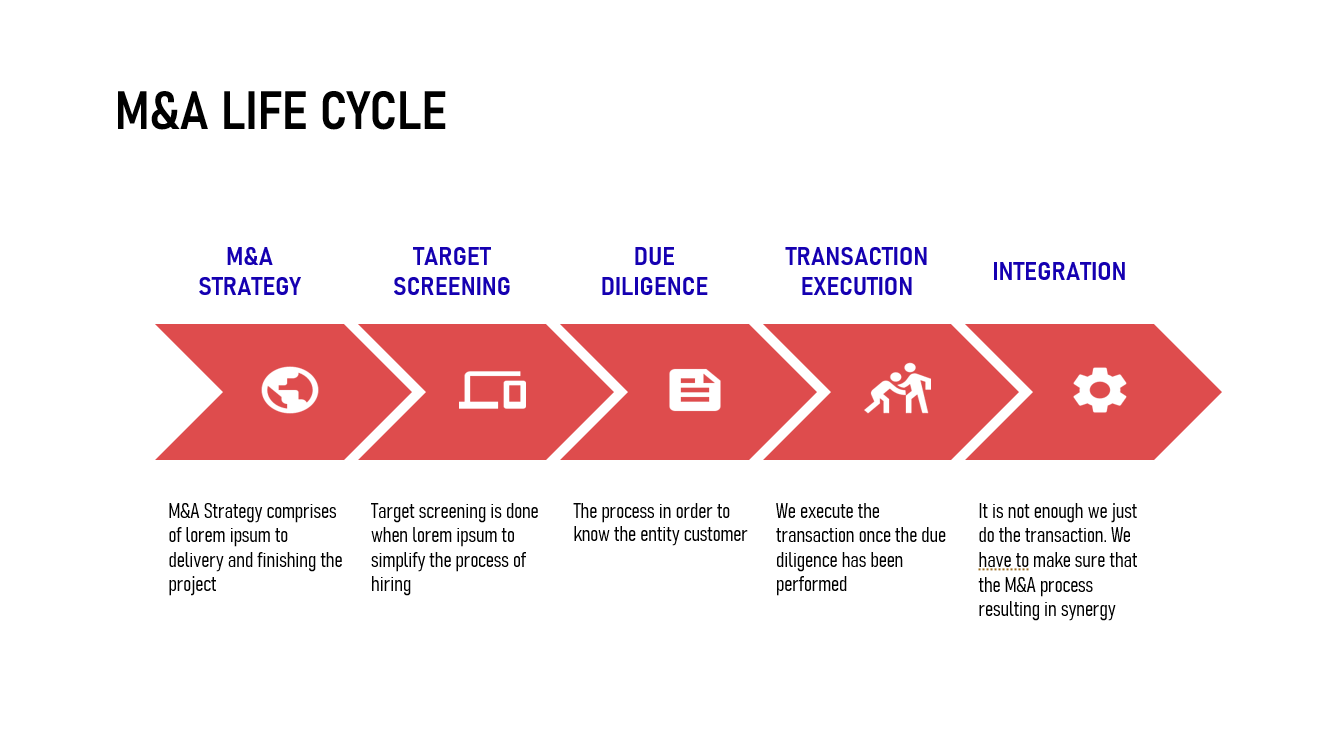 M&A LIFE CYCLE
M&A
STRATEGY
TARGET
SCREENING
DUE
DILIGENCE
TRANSACTION
EXECUTION
INTEGRATION
M&A Strategy comprises
of lorem ipsum to
delivery and finishing the
project
Target screening is done
when lorem ipsum to
simplify the process of
hiring
The process in order to
know the entity customer
We execute the
transaction once the due
diligence has been
performed
It is not enough we just
do the transaction. We
have to make sure that
the M&A process
resulting in synergy